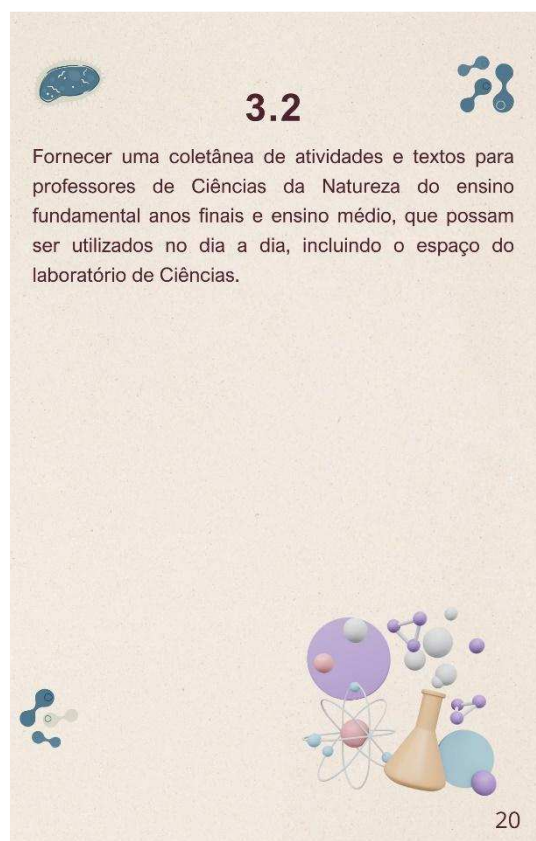 3.2
Fornecer uma coletânea de atividades e textos para
professores de Ciências da Natureza do ensino
fundamental anos finais e ensino médio, que possam
ser utilizados no dia a dia, incluindo o espaço do
laboratório de Ciências.
20